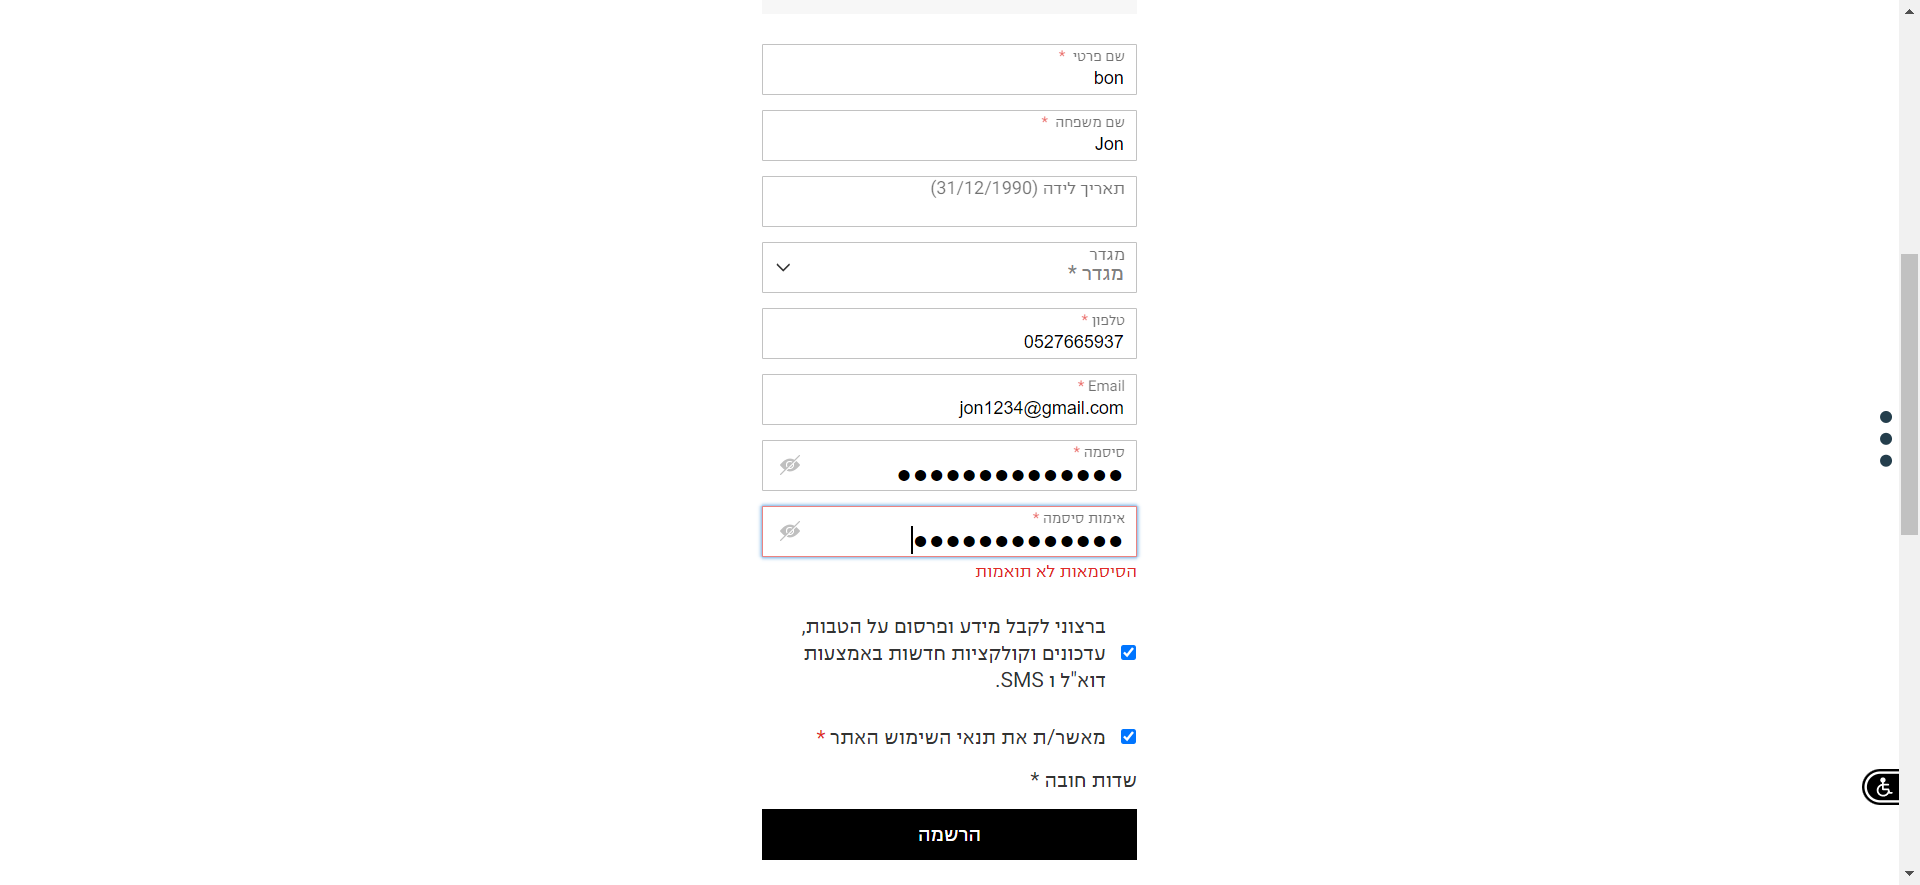 שם פרטי *
bon
שם משפחה *
Jon
תאריך לידה (31/12/1990)
מגדר
מגדר *
טלפון *
0527665937
Email *
jon1234@gmail.com
סיסמה *
●●●●●●●●●●●●●●
אימות סיסמה *
●●●●●●●●●●●●●
הסיסמאות לא תואמות
ברצוני לקבל מידע ופרסום על הטבות,
עדכונים וקולקציות חדשות באמצעות
דוא"ל ו SMS.
מאשר/ת את תנאי השימוש האתר *
שדות חובה *
הרשמה